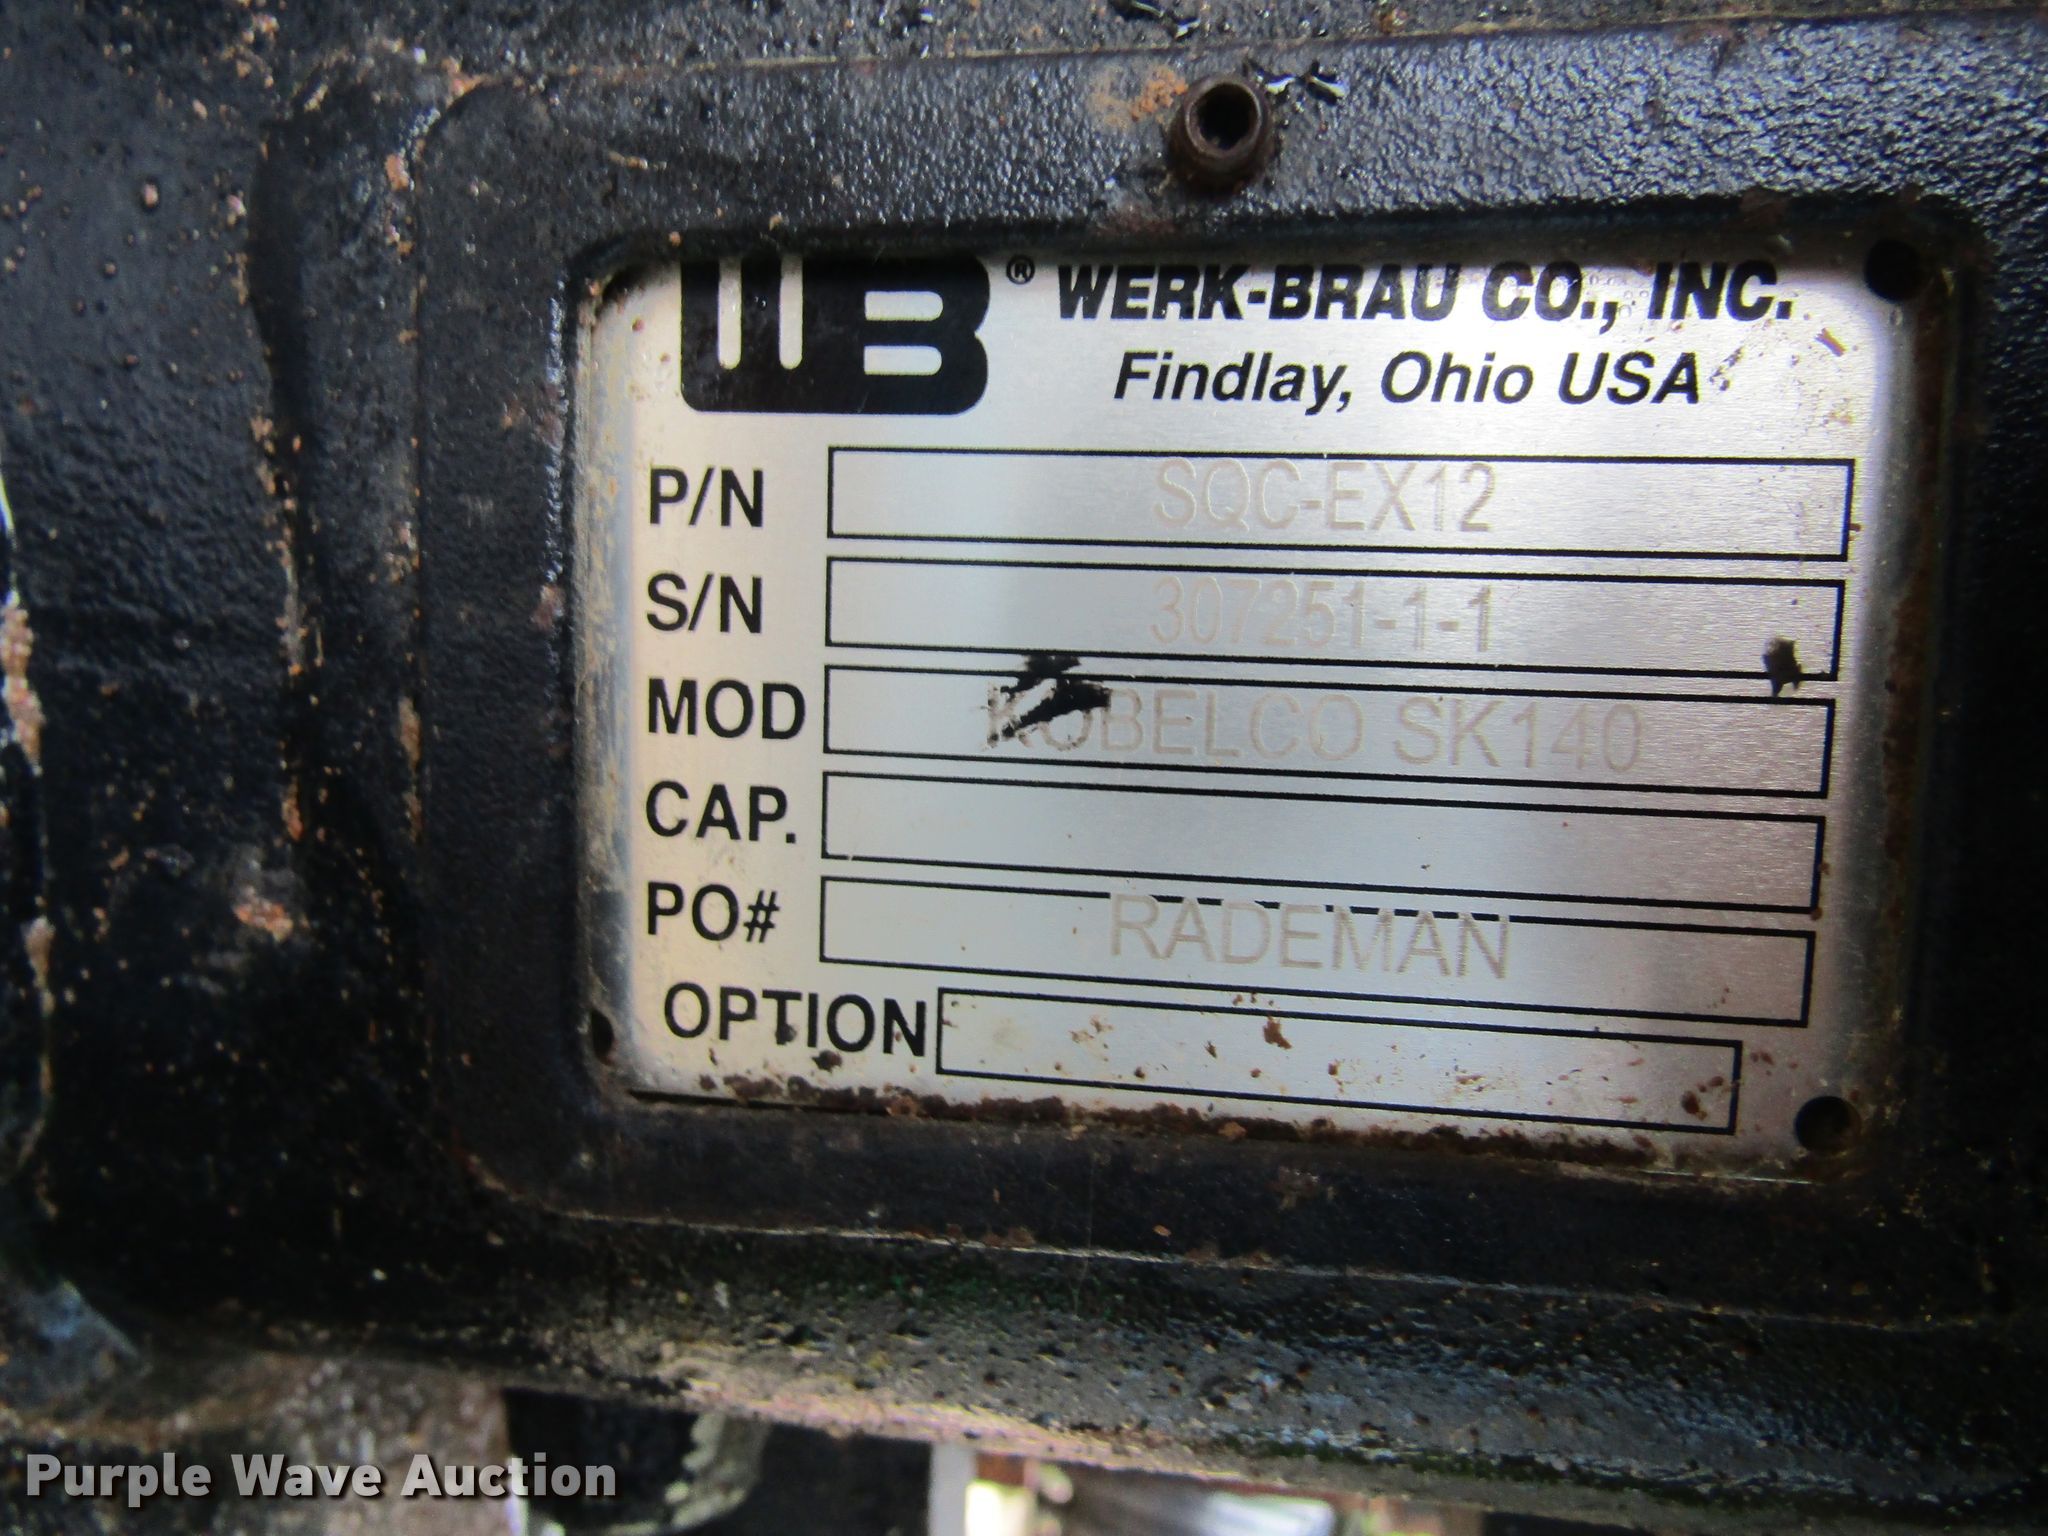 WB® WERK-BRAU CO., INC.
Findlay, Ohio USA
P/N SQC-EX12
S/N 307251-1-1
MOD KOBELCO SK140
CAP.
PO# RADEMAN
OPTION
Purple Wave Auction